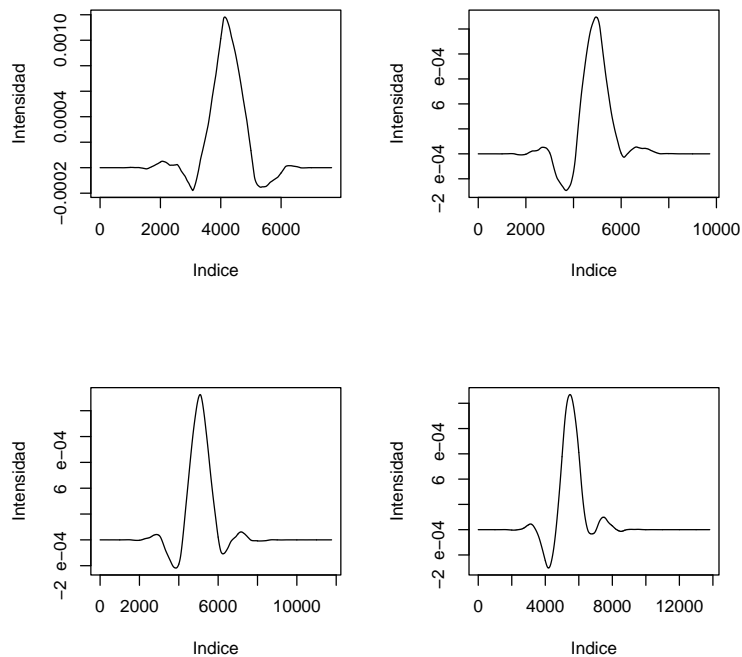 Intensidad
0.0010
0.0004
−0.0002
0 2000 4000 6000
Indice
Intensidad
6 e−04
−2 e−04
0 2000 6000 10000
Indice
Intensidad
6 e−04
−2 e−04
0 2000 6000 10000
Indice
Intensidad
6 e−04
−2 e−04
0 4000 8000 12000
Indice